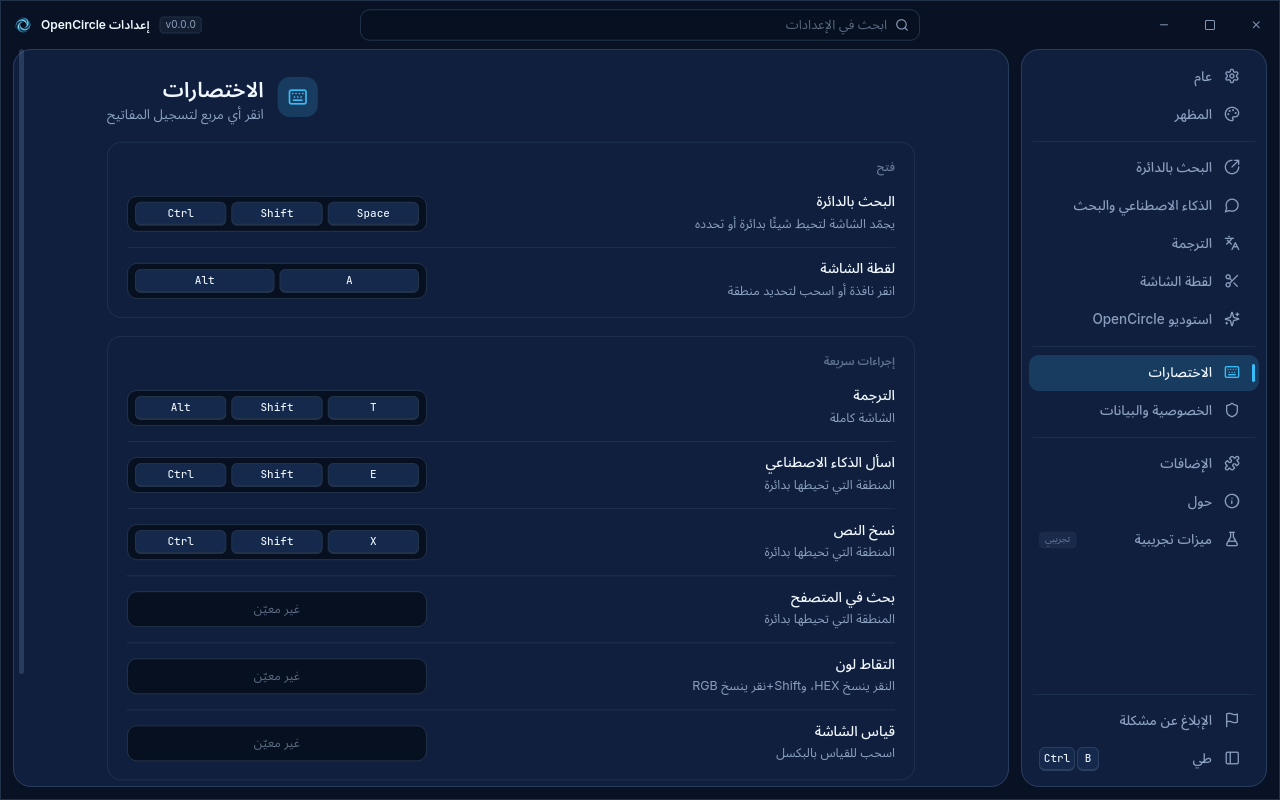 إعدادات OpenCircle
v0.0.0
ابحث في الإعدادات
عام
المظهر
البحث بالدائرة
الذكاء الاصطناعي والبحث
الترجمة
لقطة الشاشة
استوديو OpenCircle
الاختصارات
الخصوصية والبيانات
الإضافات
حول
ميزات تجريبية
تجريبي
الإبلاغ عن مشكلة
طي
Ctrl B
الاختصارات
انقر أي مربع لتسجيل المفاتيح
فتح
البحث بالدائرة
يجمّد الشاشة لتحيط شيئًا بدائرة أو تحدده
Ctrl Shift Space
لقطة الشاشة
انقر نافذة أو اسحب لتحديد منطقة
Alt A
إجراءات سريعة
الترجمة
الشاشة كاملة
Alt Shift T
اسأل الذكاء الاصطناعي
المنطقة التي تحيطها بدائرة
Ctrl Shift E
نسخ النص
المنطقة التي تحيطها بدائرة
Ctrl Shift X
بحث في المتصفح
المنطقة التي تحيطها بدائرة
غير معيّن
التقاط لون
النقر ينسخ HEX، وShift+نقر ينسخ RGB
غير معيّن
قياس الشاشة
اسحب للقياس بالبكسل
غير معيّن